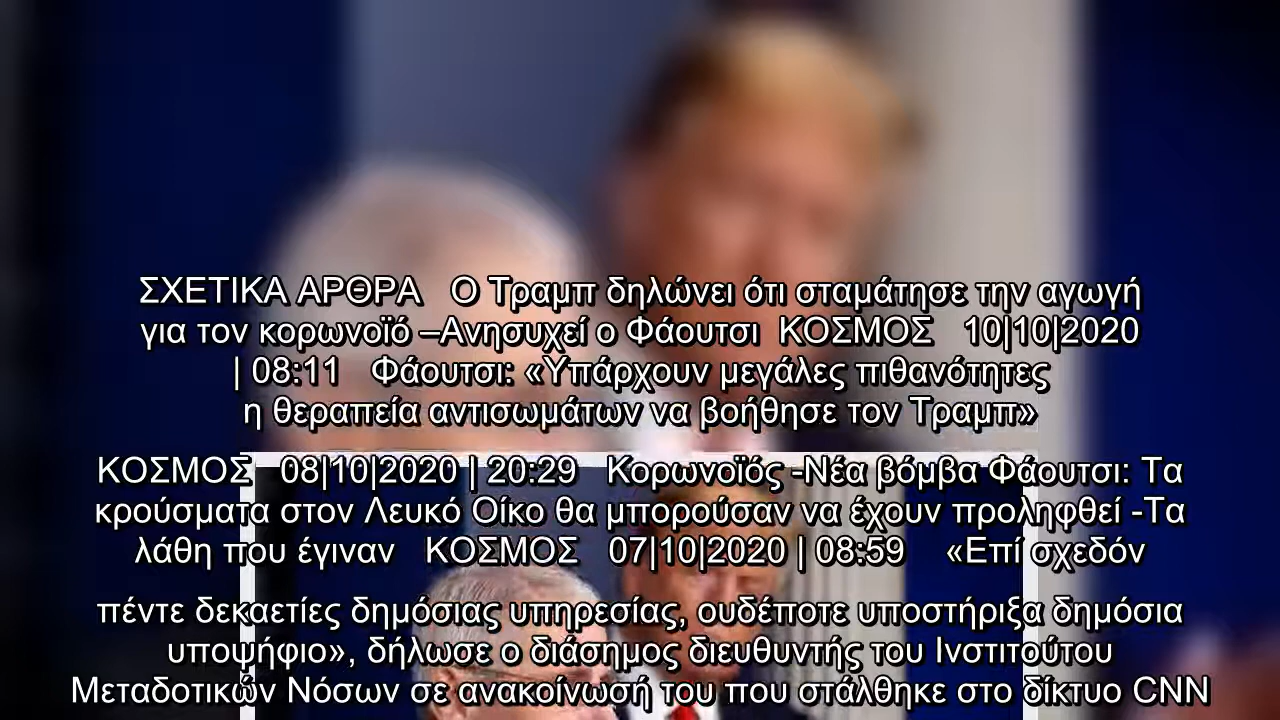 ΣΧΕΤΙΚΑ ΑΡΘΡΑ Ο Τραμπ δηλώνει ότι σταμάτησε την αγωγή
για τον κορωνοϊό –Ανησυχεί ο Φάουτσι ΚΟΣΜΟΣ 10|10|2020
| 08:11 Φάουτσι: «Υπάρχουν μεγάλες πιθανότητες
η θεραπεία αντισωμάτων να βοήθησε τον Τραμπ»
ΚΟΣΜΟΣ 08|10|2020 | 20:29 Κορωνοϊός -Νέα βόμβα Φάουτσι: Τα
κρούσματα στον Λευκό Οίκο θα μπορούσαν να έχουν προληφθεί -Τα
λάθη που έγιναν ΚΟΣΜΟΣ 07|10|2020 | 08:59 «Επί σχεδόν
πέντε δεκαετίες δημόσιας υπηρεσίας, ουδέποτε υποστήριξα δημόσια
υποψήφιο», δήλωσε ο διάσημος διευθυντής του Ινστιτούτου
Μεταδοτικών Νόσων σε ανακοίνωσή του που στάλθηκε στο δίκτυο CNN